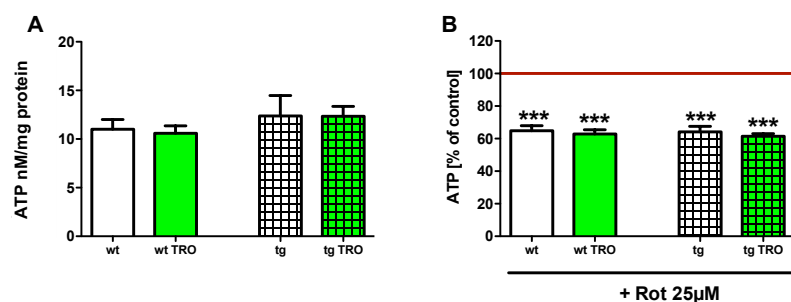 A
ATP nM/mg protein
20
15
10
5
0
wt
wt TRO
tg
tg TRO
B
ATP [% of control]
120
100
80
60
40
20
0
***
***
***
***
wt
wt TRO
tg
tg TRO
+ Rot 25µM